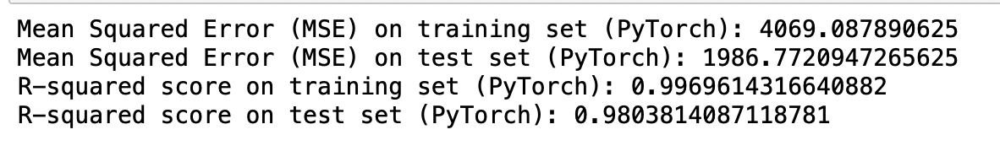 Mean Squared Error (MSE) on training set (PyTorch): 4069.087890625
Mean Squared Error (MSE) on test set (PyTorch): 1986.7720947265625
R-squared score on training set (PyTorch): 0.9969614316640882
R-squared score on test set (PyTorch): 0.9803814087118781